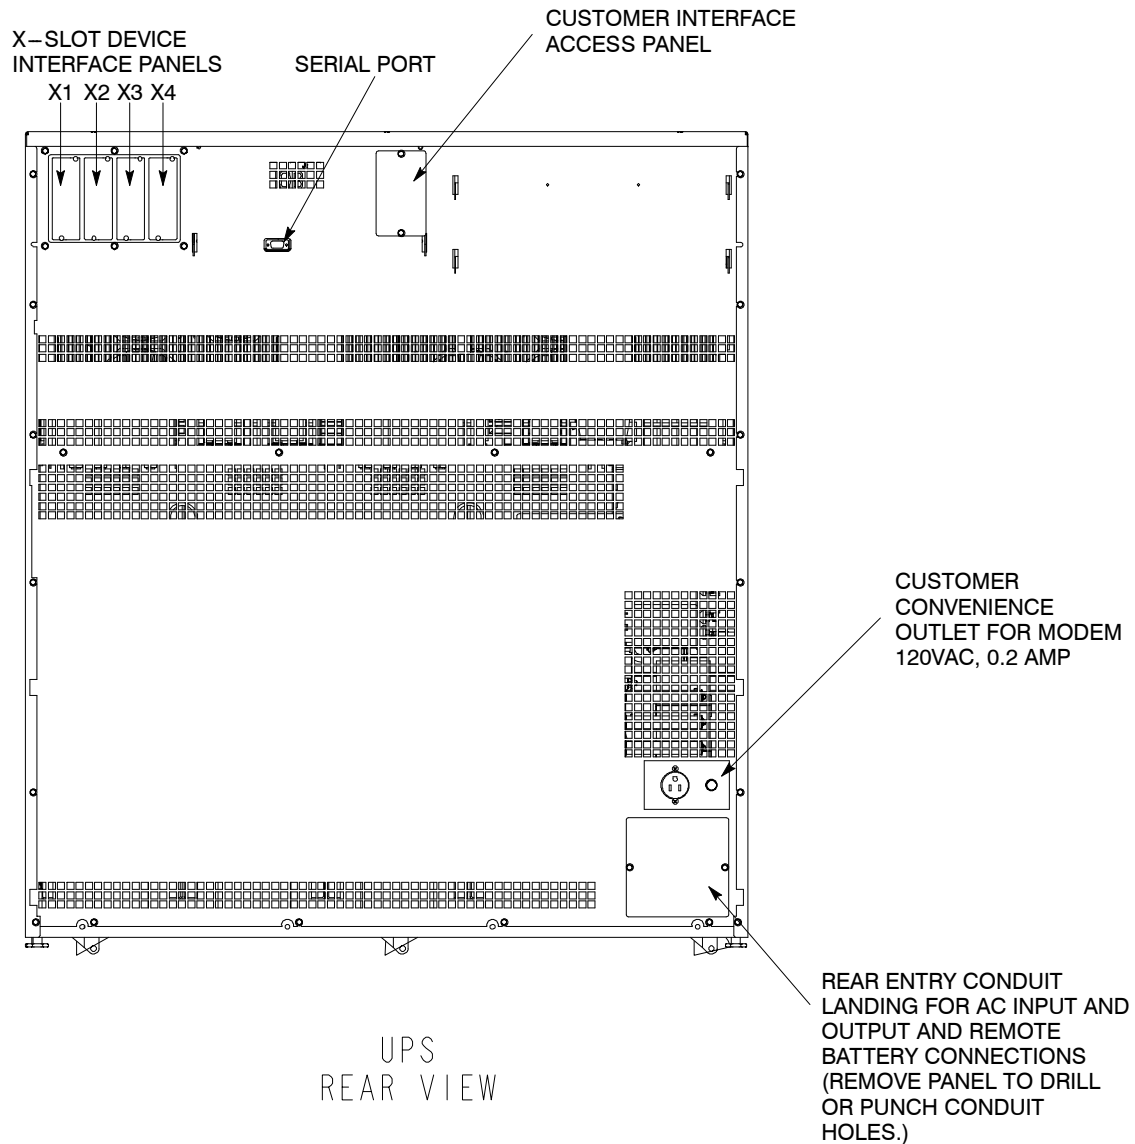 CUSTOMER INTERFACE
ACCESS PANEL
X–SLOT DEVICE
INTERFACE PANELS
SERIAL PORT
X1 X2 X3 X4
CUSTOMER
CONVENIENCE
OUTLET FOR MODEM
120VAC, 0.2 AMP
REAR ENTRY CONDUIT
LANDING FOR AC INPUT AND
OUTPUT AND REMOTE
BATTERY CONNECTIONS
(REMOVE PANEL TO DRILL
OR PUNCH CONDUIT
HOLES.)
UPS
REAR VIEW